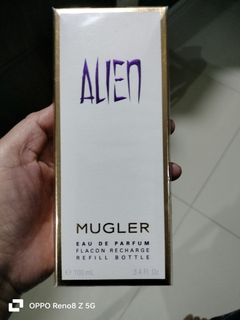 ALIEN
MUGLER
EAU DE PARFUM
FLACON RECHARGE
REFILL BOTTLE
e 100 mL - 3.4 Fl. Oz
OPPO Reno8 Z 5G